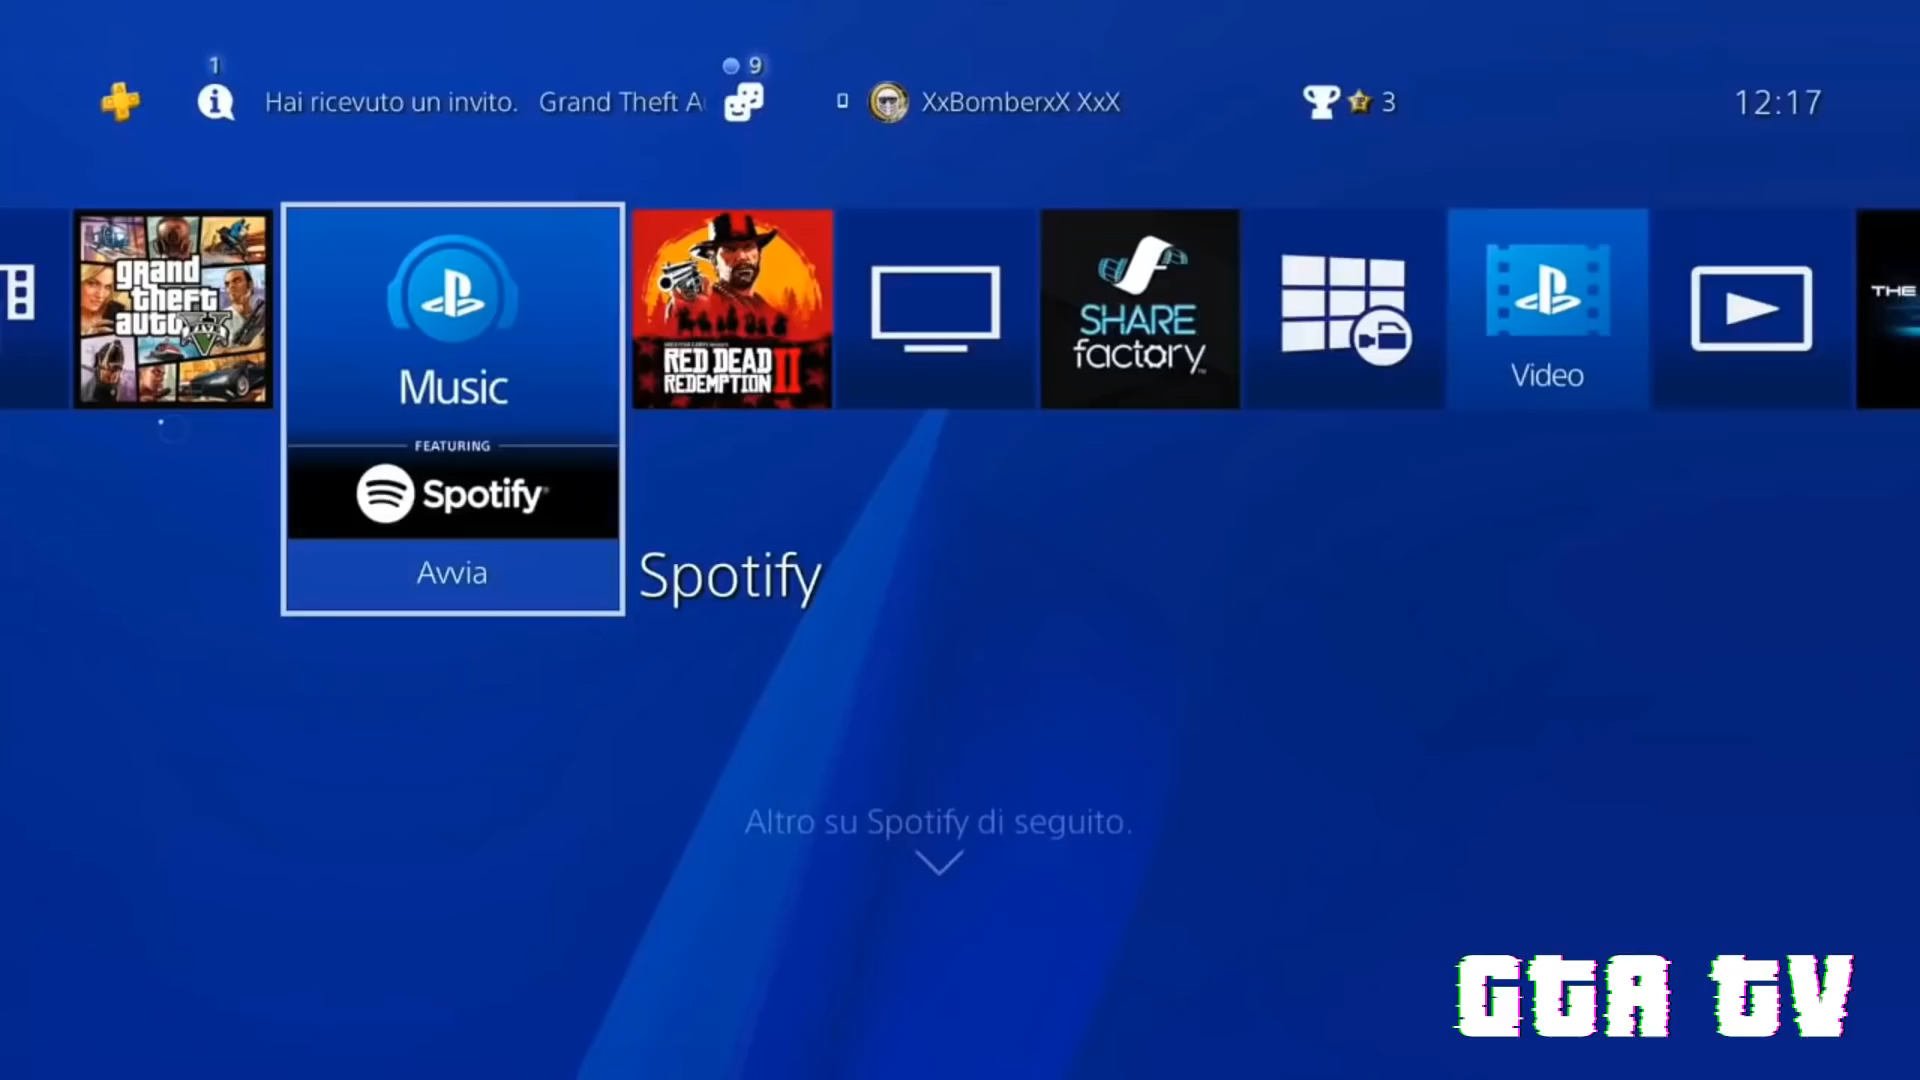 1
9
Hai ricevuto un invito. Grand Theft A
XxBomberxX XxX
3
12:17
grand
theft
auto
V
Music
FEATURING
Spotify
Avvia
Spotify
RED DEAD
REDEMPTION II
SHARE
factory
Video
THE
Altro su Spotify di seguito.
GTA TV